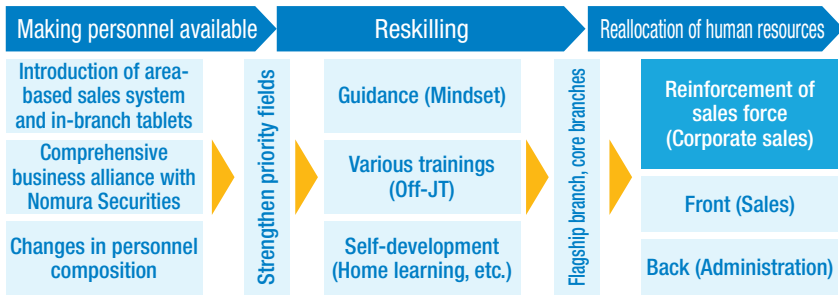 Making personnel available
Reskilling
Reallocation of human resources
Introduction of area-
based sales system
and in-branch tablets
Comprehensive
business alliance with
Nomura Securities
Changes in personnel
composition
Strengthen priority fields
Guidance (Mindset)
Various trainings
(Off-JT)
Self-development
(Home learning, etc.)
Flagship branch, core branches
Reinforcement of
sales force
(Corporate sales)
Front (Sales)
Back (Administration)